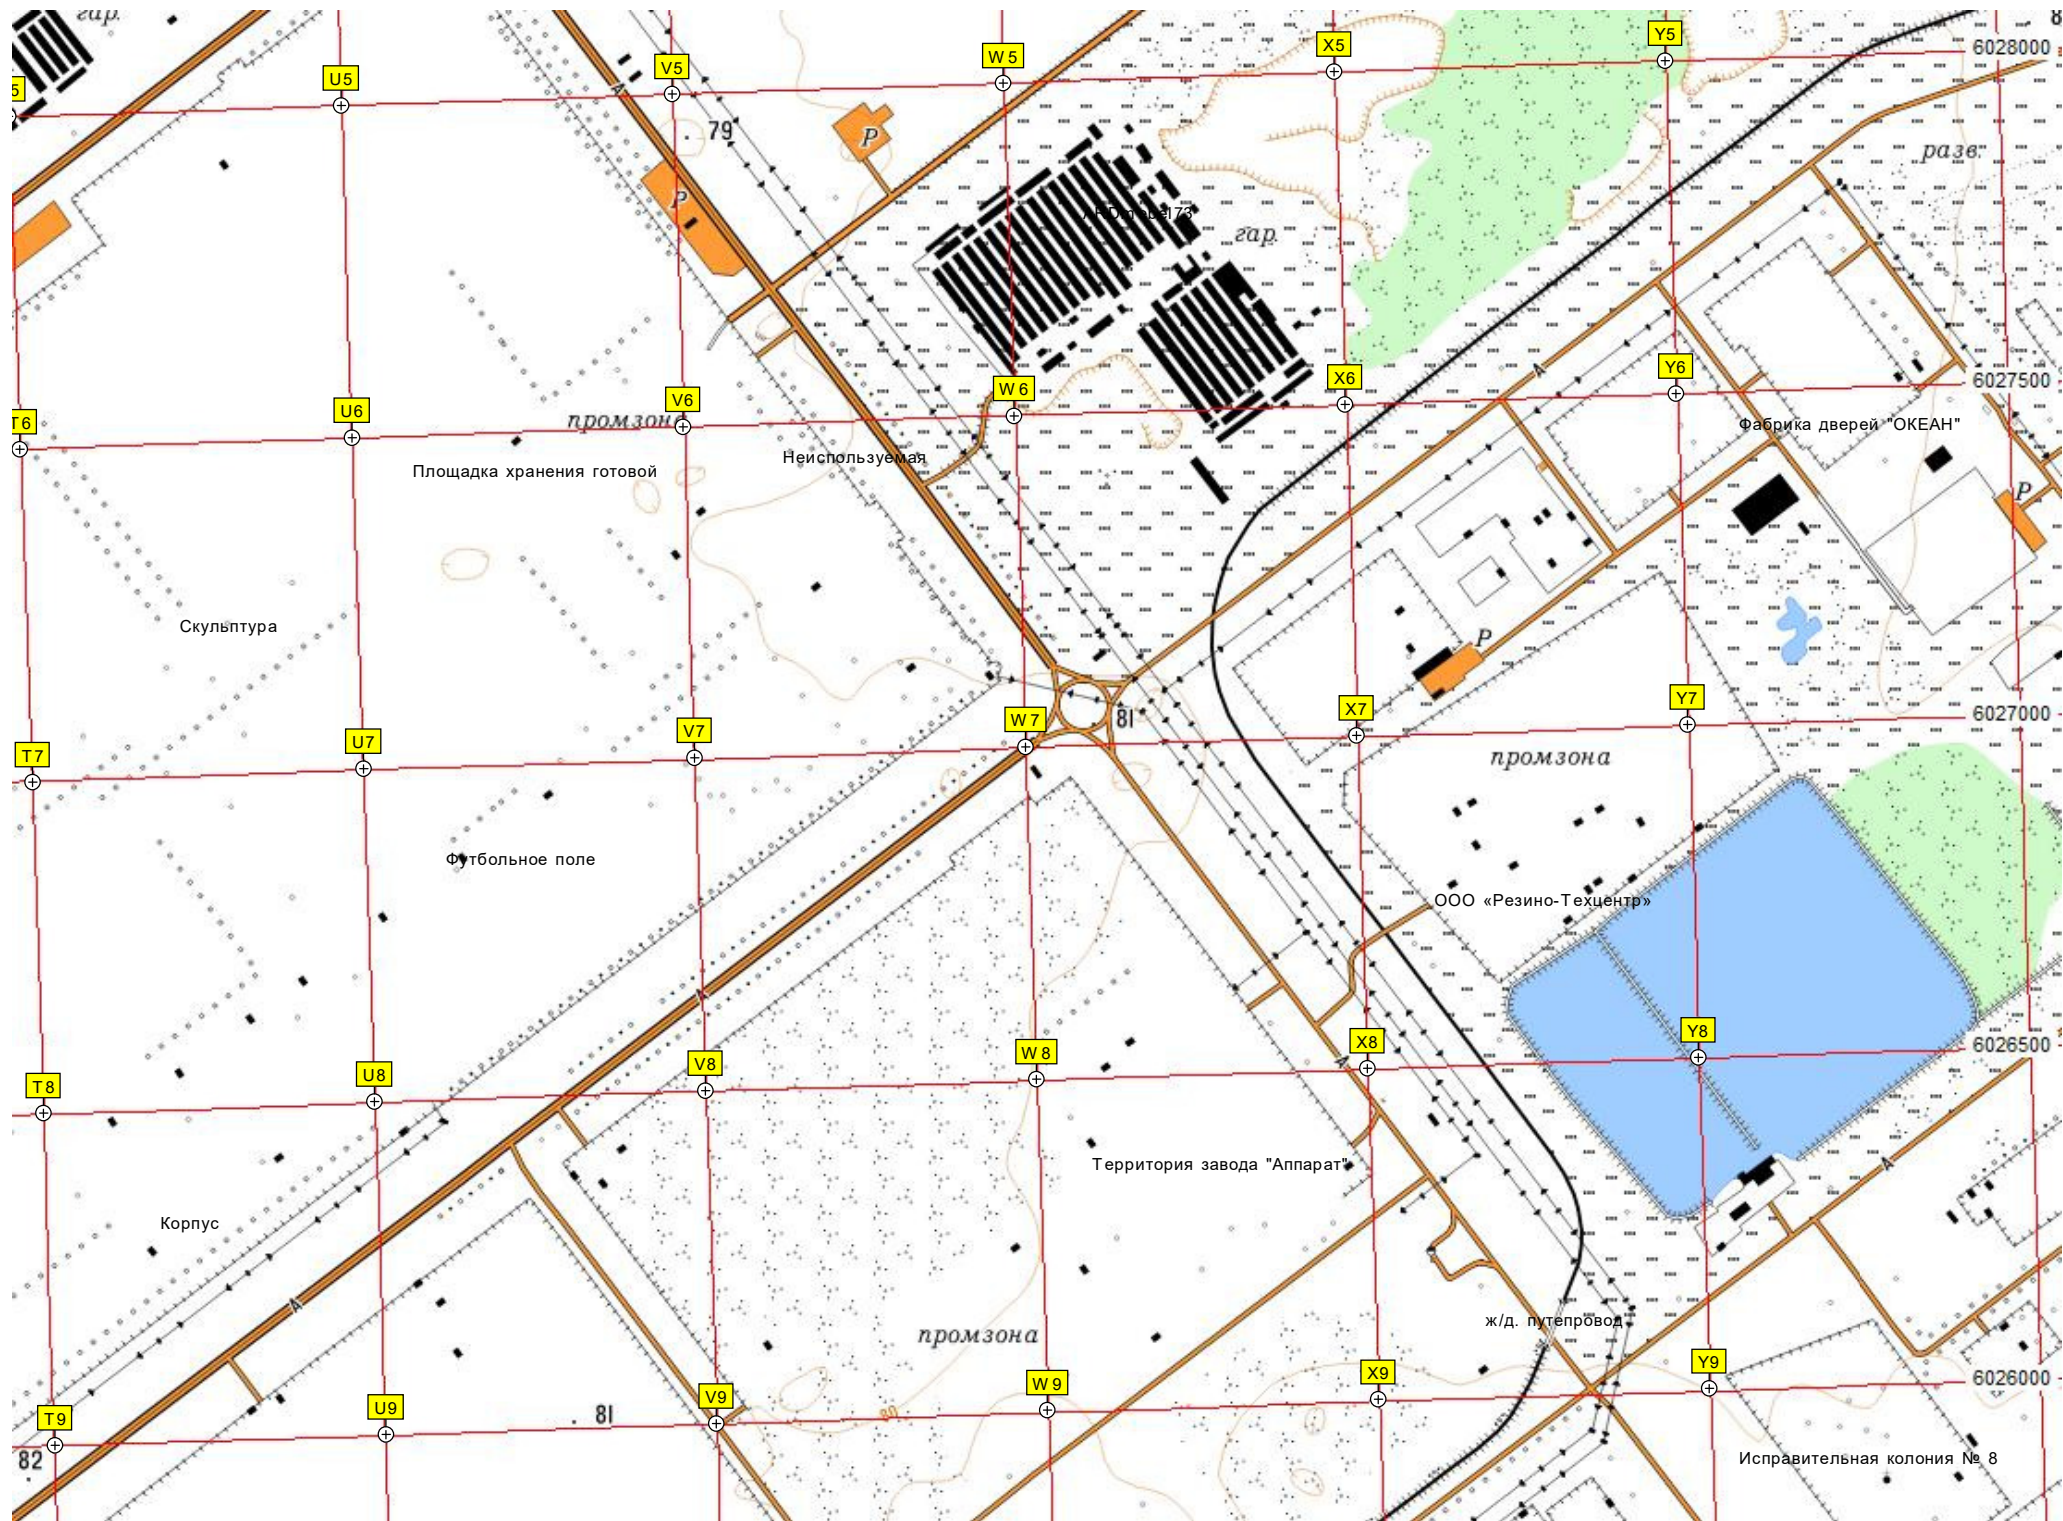 гар.
8
Y5
X5
6028000
W5
V5
U5
5
79
Р
разв.
Р
гар.
Y6
6027500
X6
W6
V6
U6
T6
А
промзона
Фабрика дверей "ОКЕАН"
Неиспользуемая
Площадка хранения готовой
Р
Скульптура
Р
Y7
6027000
X7
W7
81
V7
U7
T7
промзона
Футбольное поле
ООО «Резино-Техцентр»
А
Y8
6026500
X8
W8
V8
U8
T8
А
Территория завода "Аппарат"
А
Корпус
А
ж/д. путепровод
промзона
Y9
6026000
X9
W9
V9
U9
T9
80
81
82
Исправительная колония № 8